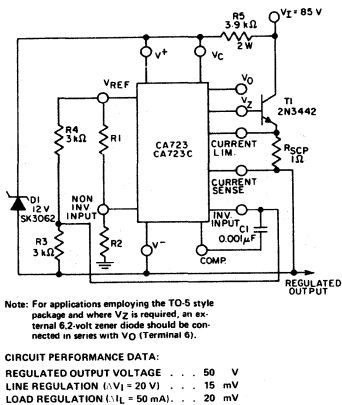 R5
3.9 kΩ
2 W
VI = 85 V
V+
VC
VREF
VO
VZ
T1
2N3442
R4
3 kΩ
R1
CA723
CA723C
CURRENT
LIM.
RSCP
1Ω
CURRENT
SENSE
D1
12 V
SK3062
NON
INV
INPUT
INV.
INPUT
C1
0.001µF
R3
3 kΩ
R2
V-
COMP.
REGULATED
OUTPUT
Note: For applications employing the TO-5 style
package and where VZ is required, an ex-
ternal 6.2-volt zener diode should be con-
nected in series with VO (Terminal 6).
CIRCUIT PERFORMANCE DATA:
REGULATED OUTPUT VOLTAGE . . . 50 V
LINE REGULATION (ΔVI = 20 V) . . . 15 mV
LOAD REGULATION (ΔIL = 50 mA). . . 20 mV